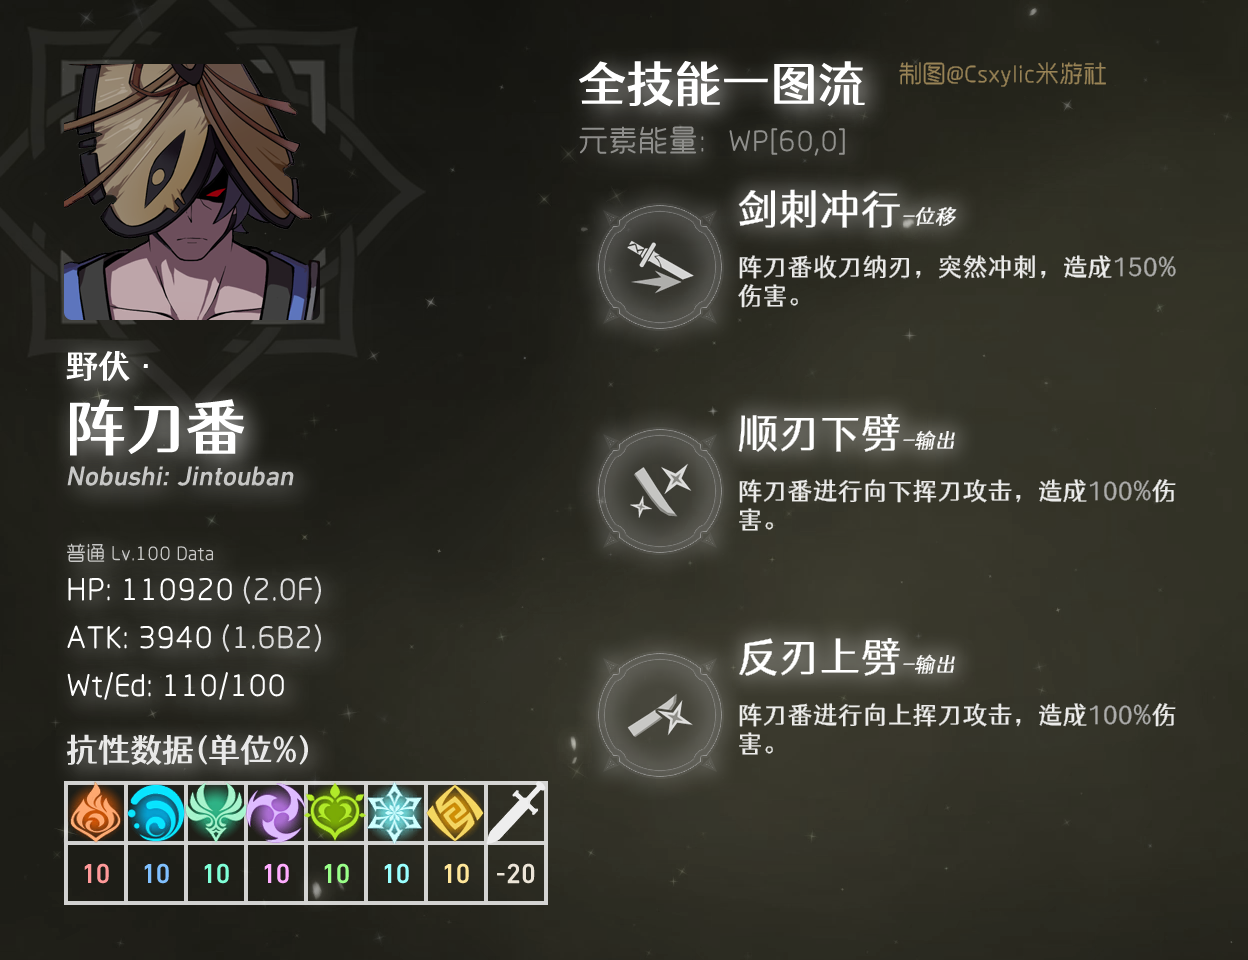 全技能一图流
制图@Csxylic米游社
元素能量: WP[60,0]
剑刺冲行-位移
阵刀番收刀纳刃，突然冲刺，造成150%
伤害。
野伏·
阵刀番
Nobushi: Jintouban
顺刃下劈-输出
阵刀番进行向下挥刀攻击，造成100%伤
害。
普通 Lv.100 Data
HP: 110920 (2.0F)
ATK: 3940 (1.6B2)
Wt/Ed: 110/100
反刃上劈-输出
阵刀番进行向上挥刀攻击，造成100%伤
害。
抗性数据(单位%)
10 10 10 10 10 10 10 -20